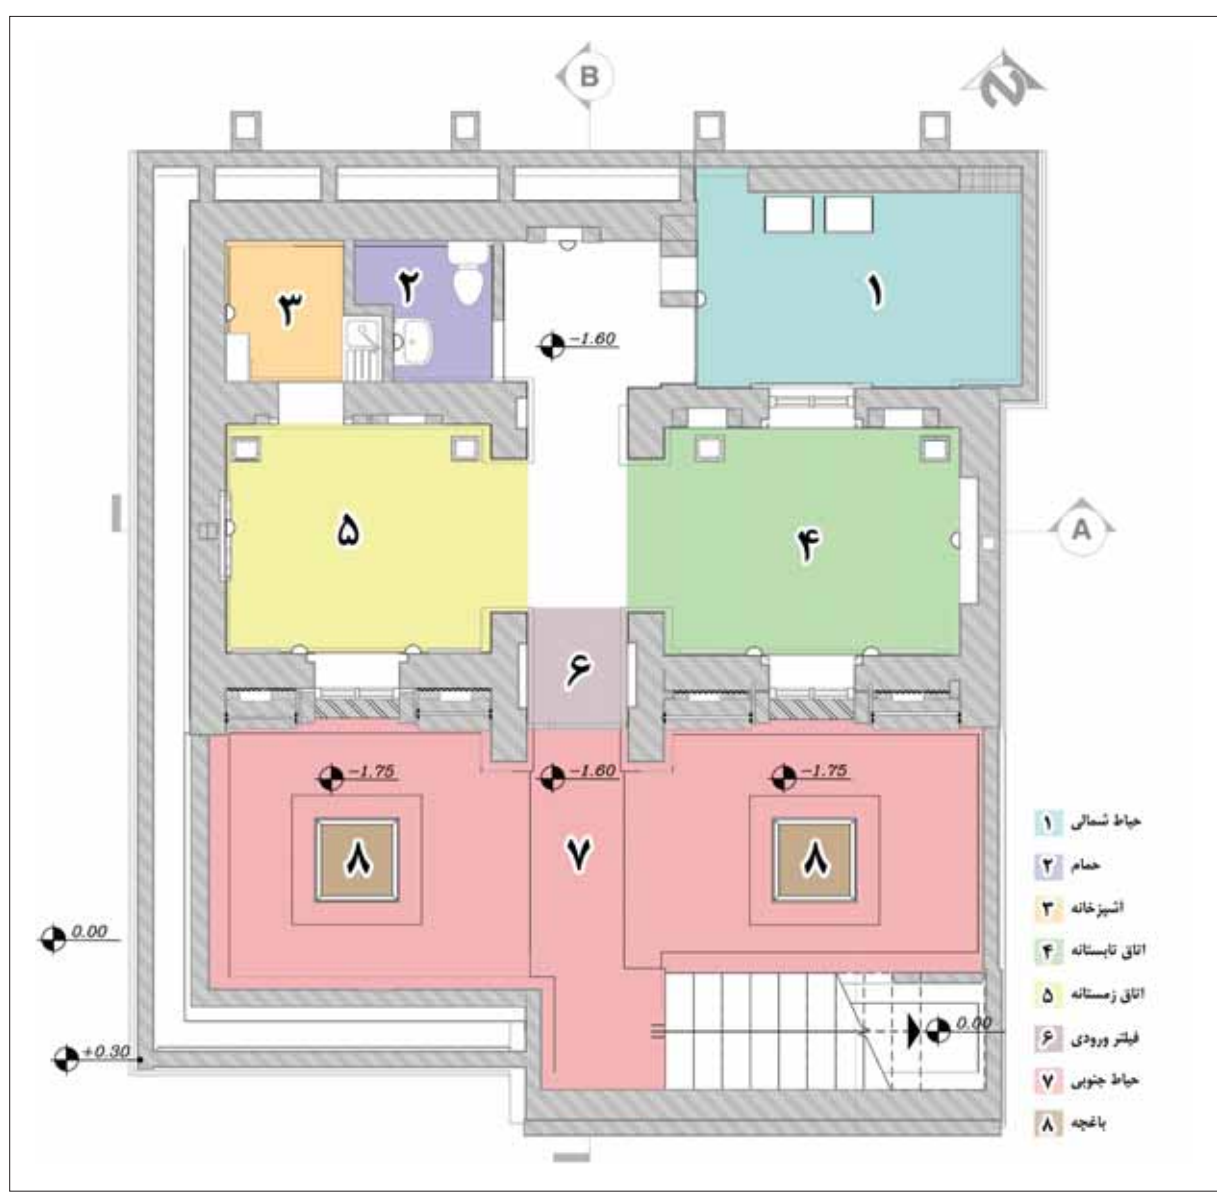 B
N
۱
۲
۳
-1.60
A
۵
۴
۶
-1.75
-1.60
-1.75
۸
۷
۸
۱ حیاط شمالی
۲ حمام
۳ آشپزخانه
۴ اتاق تابستانه
۵ اتاق زمستانه
۶ فیلتر ورودی
۷ حیاط جنوبی
۸ باغچه
0.00
0.00
+0.30